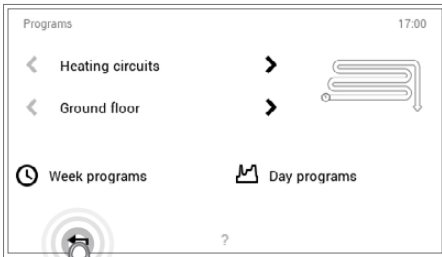 Programs 17:00
Heating circuits
Ground floor
Week programs Day programs
?